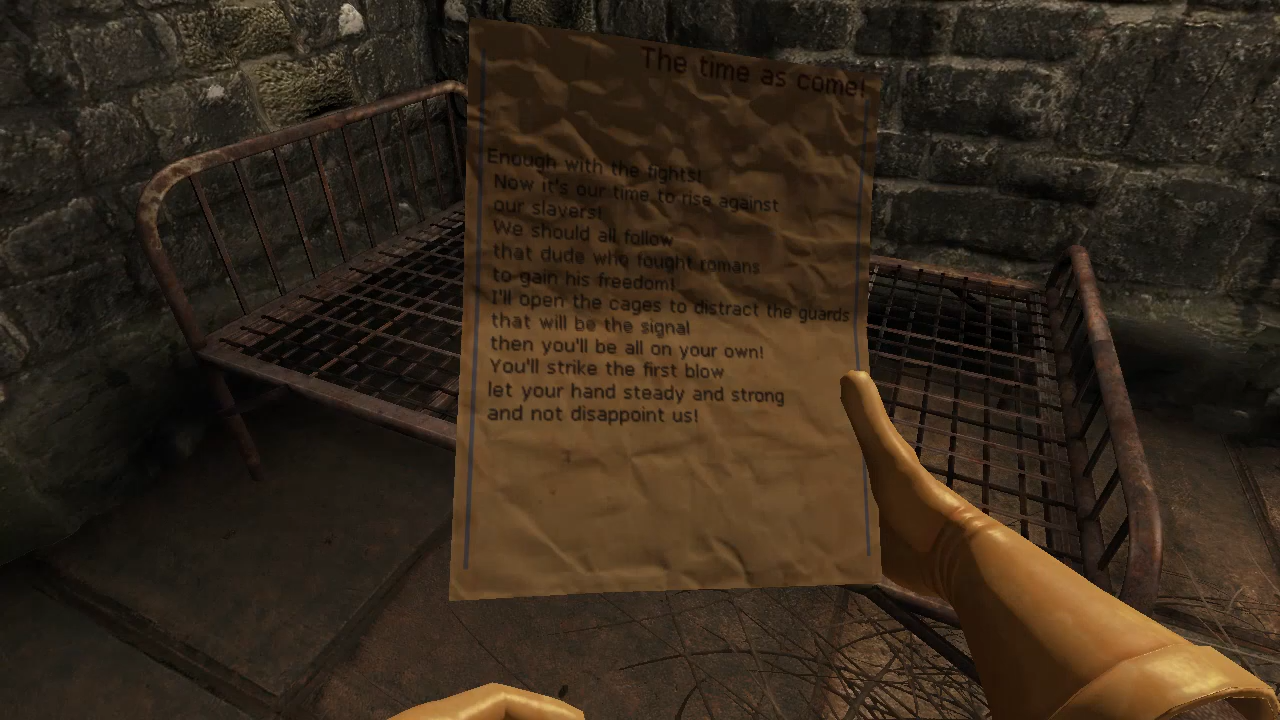 The time as come!
Enough with the fights!
Now it's our time to rise against
our slavers!
We should all follow
that dude who fought romans
to gain his freedom!
I'll open the cages to distract the guards
that will be the signal
then you'll be all on your own!
You'll strike the first blow
let your hand steady and strong
and not disappoint us!